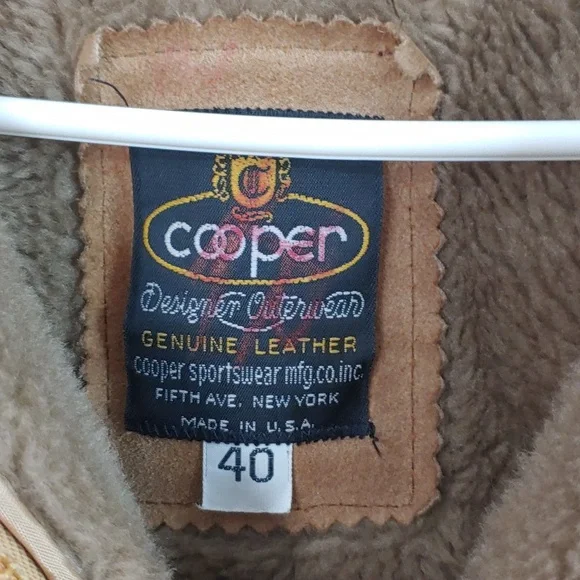 C
cooper
Designer Outerwear
GENUINE LEATHER
cooper sportswear mfg.co.inc.
FIFTH AVE, NEW YORK
MADE IN U.S.A.
40